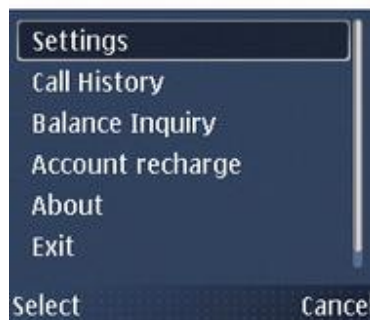 Settings
Call History
Balance Inquiry
Account recharge
About
Exit
Select Cance